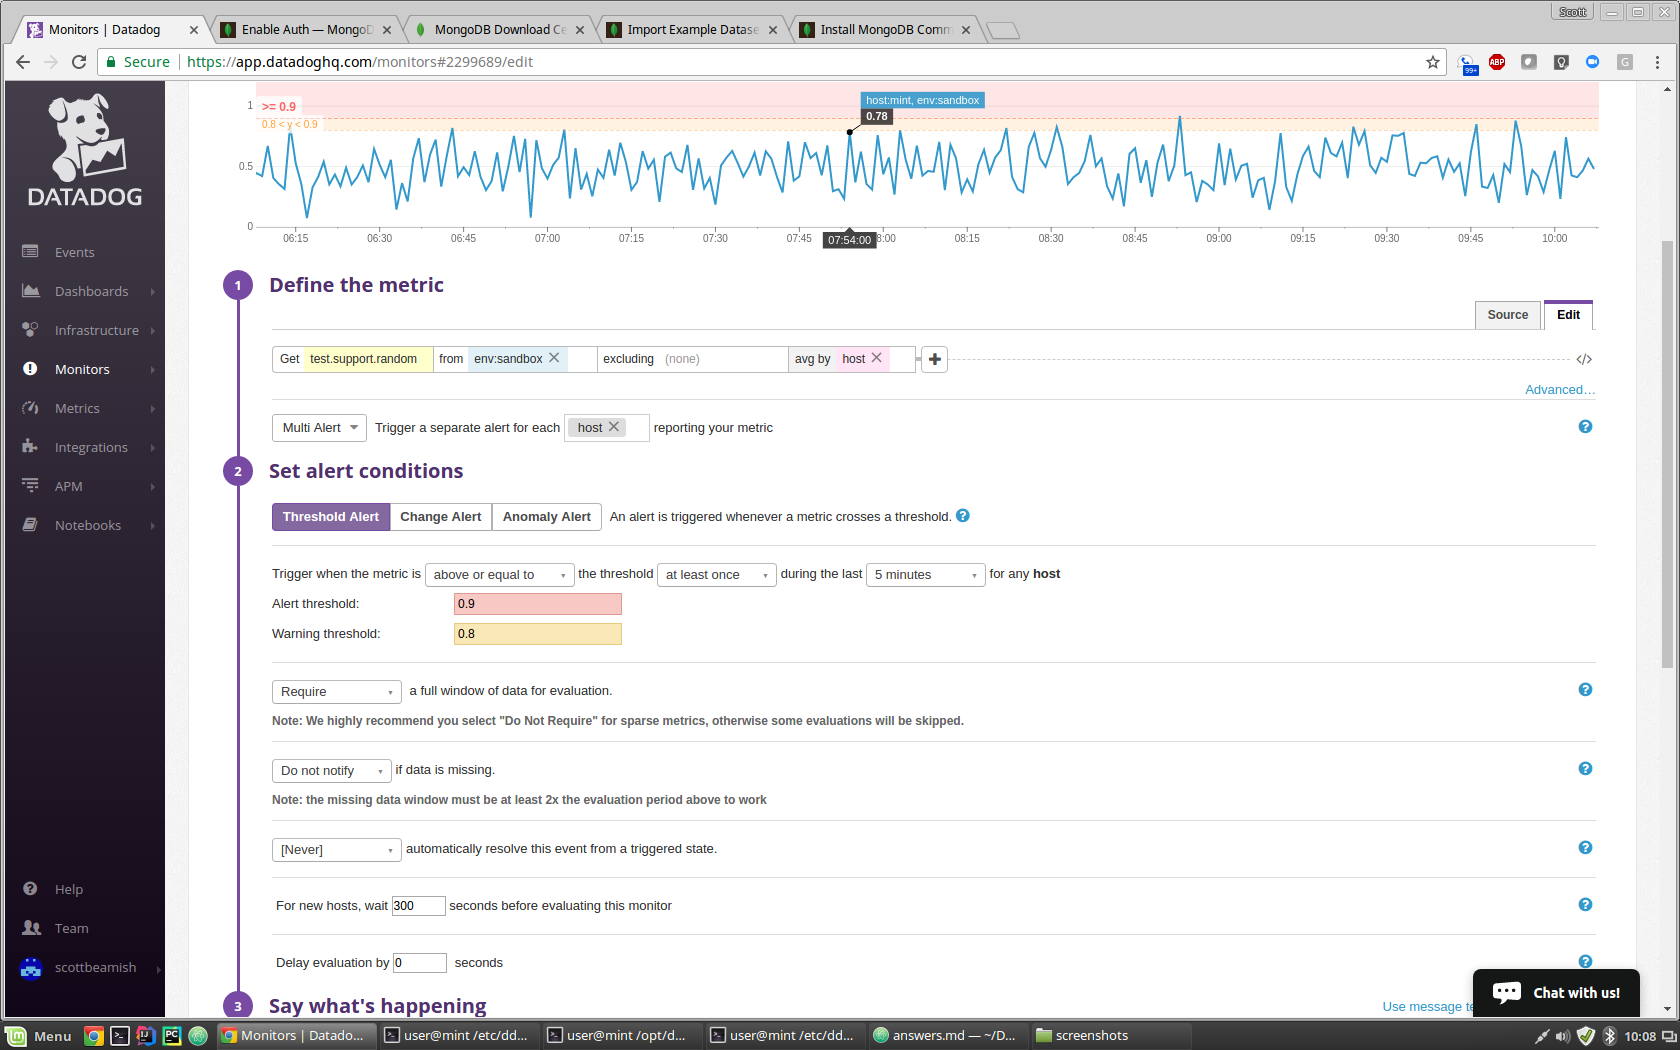 Scott
Monitors | Datadog
Enable Auth — MongoD
MongoDB Download Ce
Import Example Datase
Install MongoDB Comm
Secure
https://app.datadoghq.com/monitors#2299689/edit
99+
ABP
G
DATADOG
Events
Dashboards
Infrastructure
Monitors
Metrics
Integrations
APM
Notebooks
Help
Team
scottbeamish
1
>= 0.9
0.8 < y < 0.9
0.5
0
host:mint, env:sandbox
0.78
06:15 06:30 06:45 07:00 07:15 07:30 07:45 07:54:00 8:00 08:15 08:30 08:45 09:00 09:15 09:30 09:45 10:00
1 Define the metric
Source Edit
Get test.support.random from env:sandbox excluding (none) avg by host </>
Advanced…
Multi Alert Trigger a separate alert for each host reporting your metric
2 Set alert conditions
Threshold Alert Change Alert Anomaly Alert An alert is triggered whenever a metric crosses a threshold.
Trigger when the metric is above or equal to the threshold at least once during the last 5 minutes for any host
Alert threshold: 0.9
Warning threshold: 0.8
Require a full window of data for evaluation.
Note: We highly recommend you select "Do Not Require" for sparse metrics, otherwise some evaluations will be skipped.
Do not notify if data is missing.
Note: the missing data window must be at least 2x the evaluation period above to work
[Never] automatically resolve this event from a triggered state.
For new hosts, wait 300 seconds before evaluating this monitor
Delay evaluation by 0 seconds
3 Say what's happening
Use message te
Chat with us!
Menu
Monitors | Datado...
user@mint /etc/dd...
user@mint /opt/d...
user@mint /etc/dd...
answers.md — ~/D...
screenshots
10:08